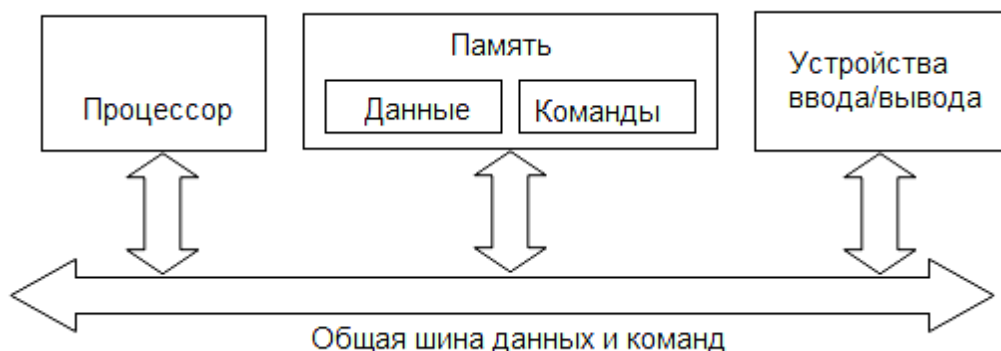 Процессор
Память
Данные
Команды
Устройства
ввода/вывода
Общая шина данных и команд